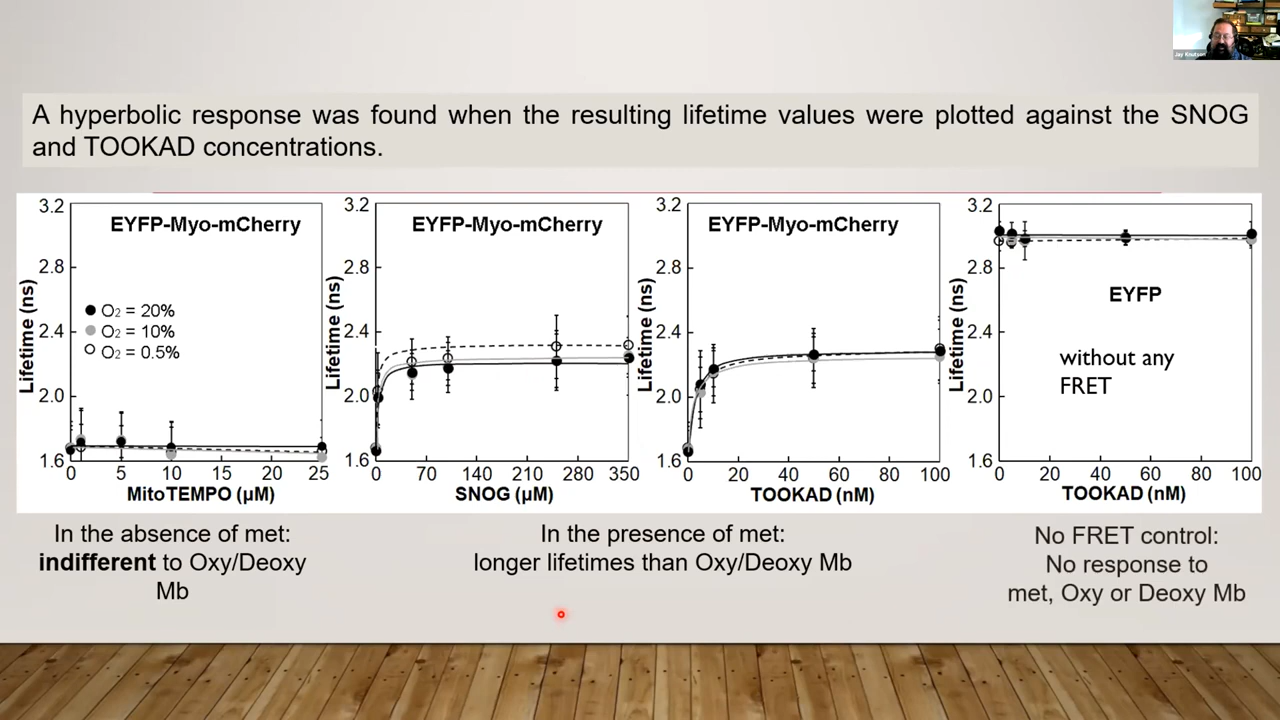 Jay Knutson
A hyperbolic response was found when the resulting lifetime values were plotted against the SNOG
and TOOKAD concentrations.
3.2
2.8
2.4
2.0
1.6
Lifetime (ns)
EYFP-Myo-mCherry
O2 = 20%
O2 = 10%
O2 = 0.5%
0 5 10 15 20 25
MitoTEMPO (µM)
3.2
2.8
2.4
2.0
1.6
Lifetime (ns)
EYFP-Myo-mCherry
0 70 140 210 280 350
SNOG (µM)
3.2
2.8
2.4
2.0
1.6
Lifetime (ns)
EYFP-Myo-mCherry
0 20 40 60 80 100
TOOKAD (nM)
3.2
2.8
2.4
2.0
1.6
Lifetime (ns)
EYFP
without any
FRET
0 20 40 60 80 100
TOOKAD (nM)
In the absence of met:
indifferent to Oxy/Deoxy
Mb
In the presence of met:
longer lifetimes than Oxy/Deoxy Mb
No FRET control:
No response to
met, Oxy or Deoxy Mb